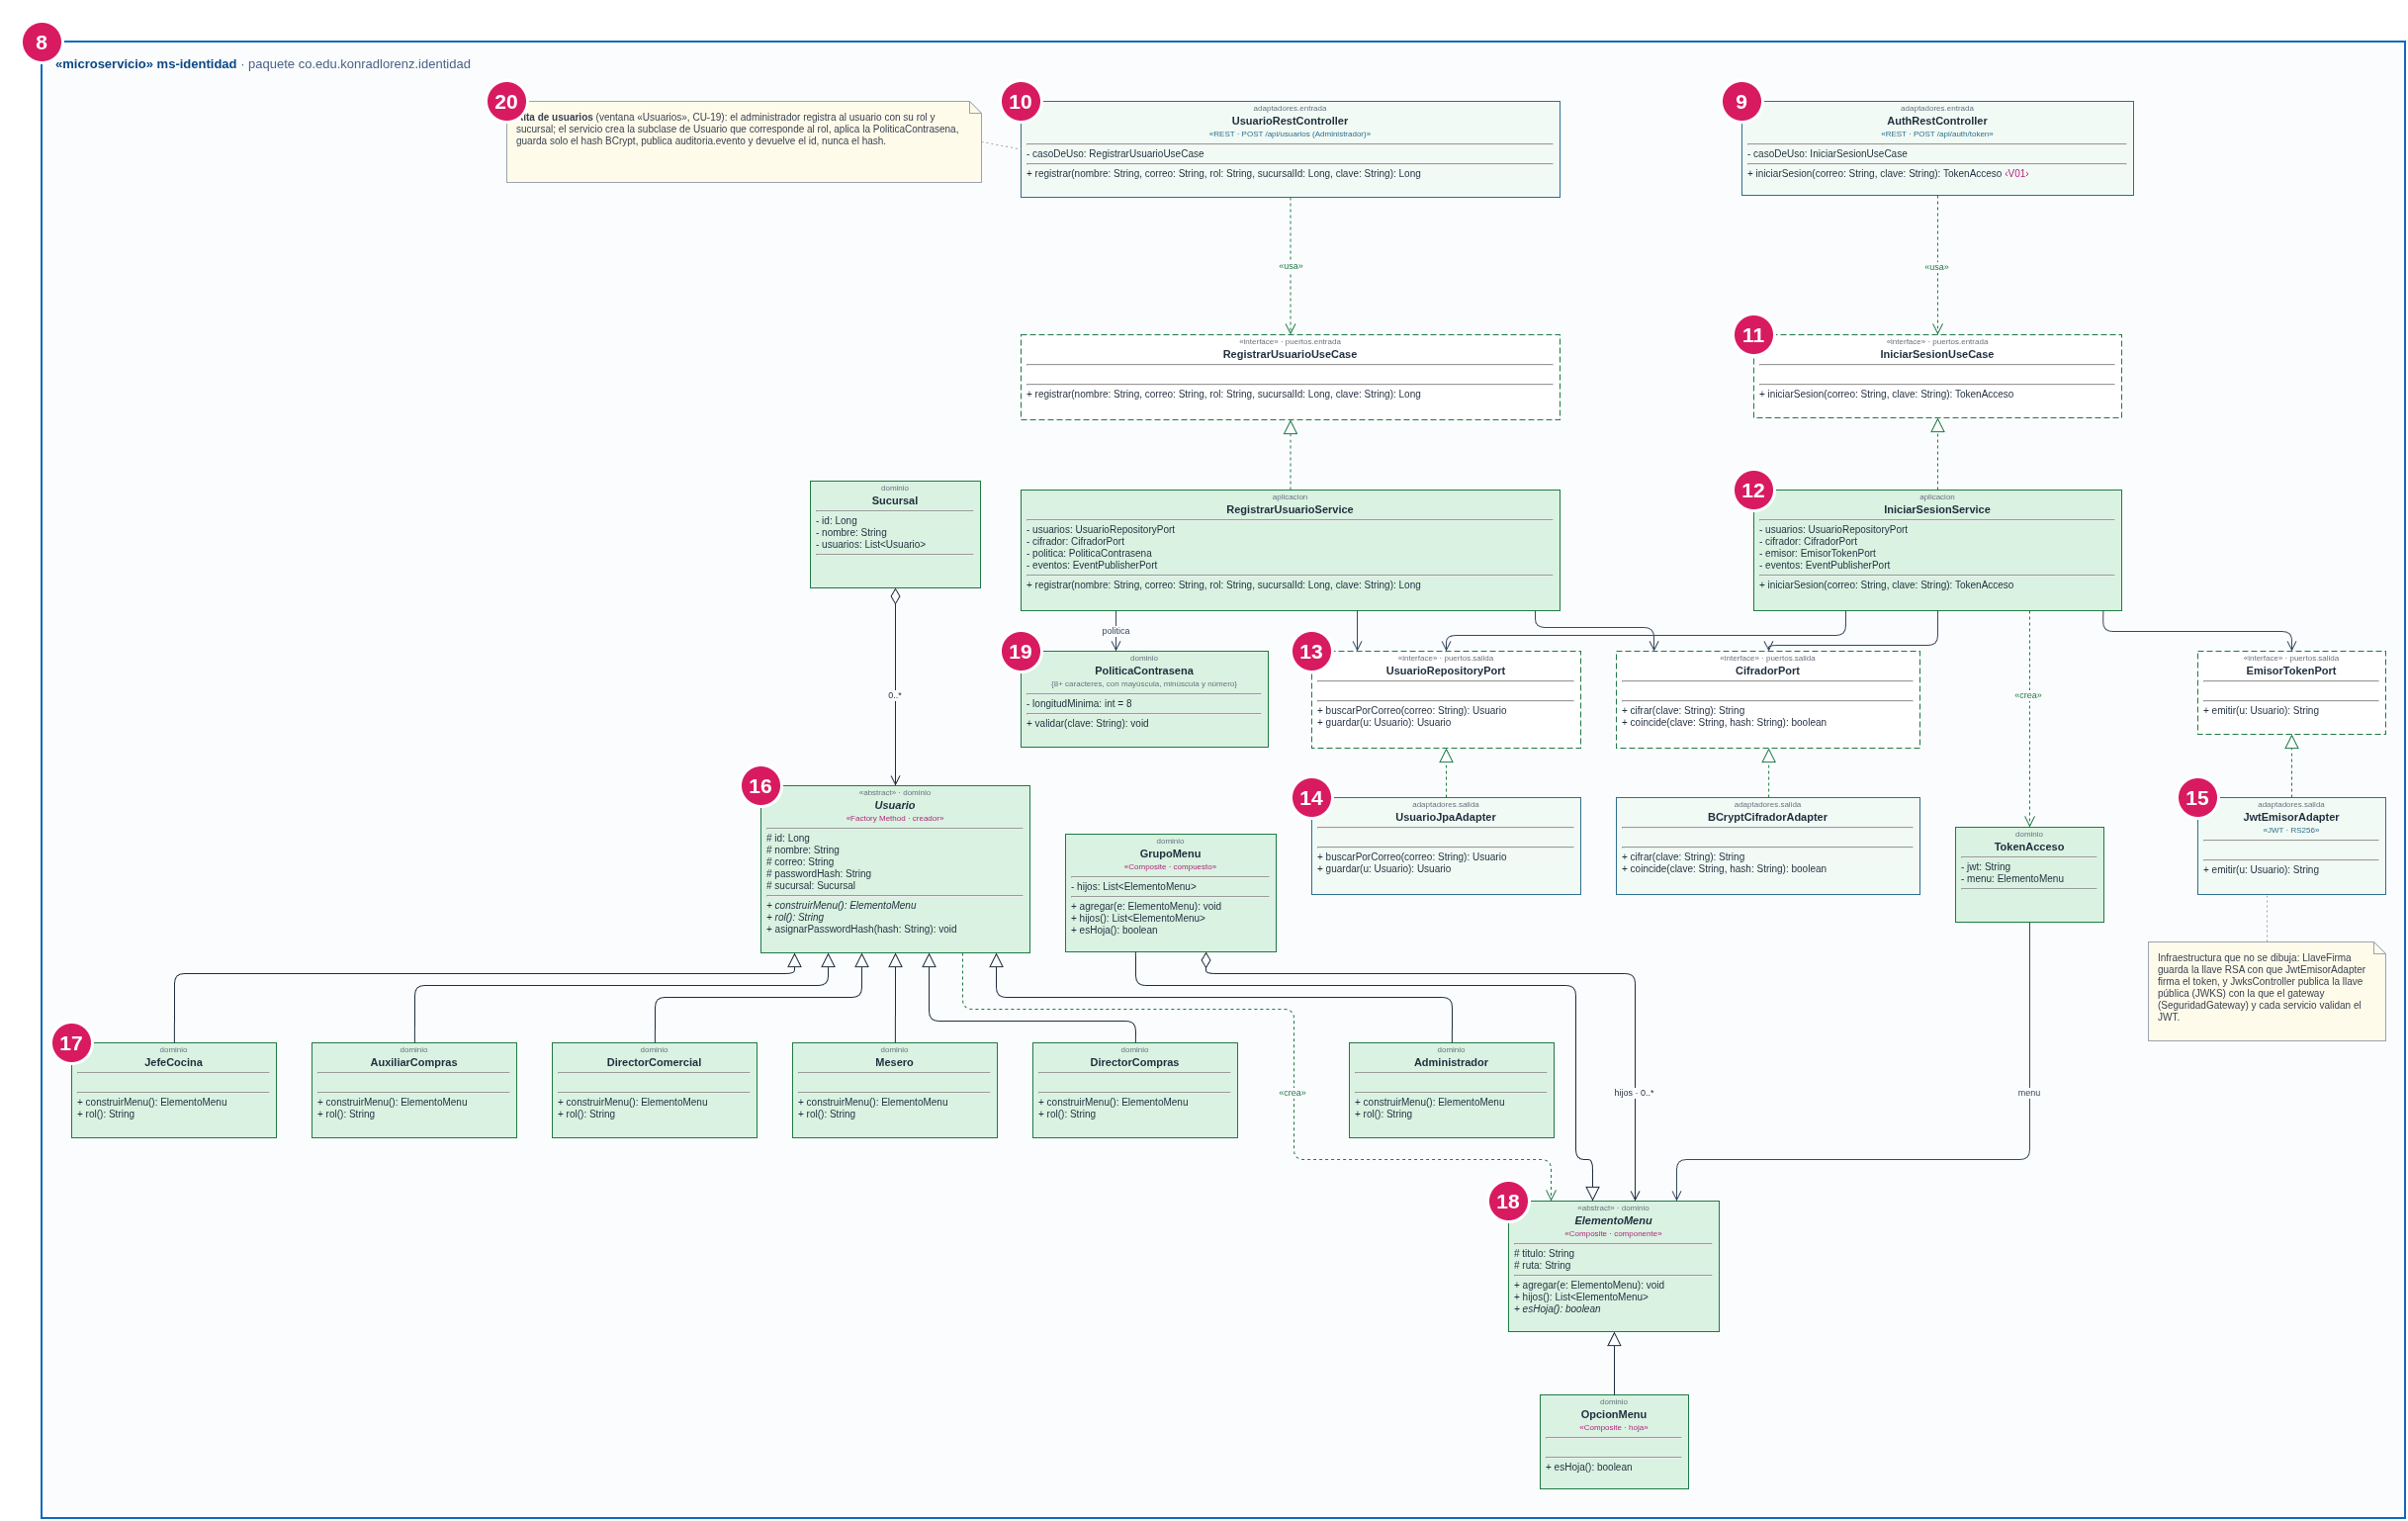 8
«microservicio» ms-identidad · paquete co.edu.konradlorenz.identidad
20
lta de usuarios (ventana «Usuarios», CU-19): el administrador registra al usuario con su rol y
sucursal; el servicio crea la subclase de Usuario que corresponde al rol, aplica la PoliticaContrasena,
guarda solo el hash BCrypt, publica auditoria.evento y devuelve el id, nunca el hash.
10
adaptadores.entrada
UsuarioRestController
«REST · POST /api/usuarios (Administrador)»
- casoDeUso: RegistrarUsuarioUseCase
+ registrar(nombre: String, correo: String, rol: String, sucursalId: Long, clave: String): Long
9
adaptadores.entrada
AuthRestController
«REST · POST /api/auth/token»
- casoDeUso: IniciarSesionUseCase
+ iniciarSesion(correo: String, clave: String): TokenAcceso ‹V01›
«usa»
«usa»
«interface» · puertos.entrada
RegistrarUsuarioUseCase
+ registrar(nombre: String, correo: String, rol: String, sucursalId: Long, clave: String): Long
11
«interface» · puertos.entrada
IniciarSesionUseCase
+ iniciarSesion(correo: String, clave: String): TokenAcceso
dominio
Sucursal
- id: Long
- nombre: String
- usuarios: List<Usuario>
aplicacion
RegistrarUsuarioService
- usuarios: UsuarioRepositoryPort
- cifrador: CifradorPort
- politica: PoliticaContrasena
- eventos: EventPublisherPort
+ registrar(nombre: String, correo: String, rol: String, sucursalId: Long, clave: String): Long
12
aplicacion
IniciarSesionService
- usuarios: UsuarioRepositoryPort
- cifrador: CifradorPort
- emisor: EmisorTokenPort
- eventos: EventPublisherPort
+ iniciarSesion(correo: String, clave: String): TokenAcceso
politica
0..*
«crea»
19
dominio
PoliticaContrasena
{8+ caracteres, con mayúscula, minúscula y número}
- longitudMinima: int = 8
+ validar(clave: String): void
13
«interface» · puertos.salida
UsuarioRepositoryPort
+ buscarPorCorreo(correo: String): Usuario
+ guardar(u: Usuario): Usuario
«interface» · puertos.salida
CifradorPort
+ cifrar(clave: String): String
+ coincide(clave: String, hash: String): boolean
«interface» · puertos.salida
EmisorTokenPort
+ emitir(u: Usuario): String
16
«abstract» · dominio
Usuario
«Factory Method · creador»
# id: Long
# nombre: String
# correo: String
# passwordHash: String
# sucursal: Sucursal
+ construirMenu(): ElementoMenu
+ rol(): String
+ asignarPasswordHash(hash: String): void
dominio
GrupoMenu
«Composite · compuesto»
- hijos: List<ElementoMenu>
+ agregar(e: ElementoMenu): void
+ hijos(): List<ElementoMenu>
+ esHoja(): boolean
14
adaptadores.salida
UsuarioJpaAdapter
+ buscarPorCorreo(correo: String): Usuario
+ guardar(u: Usuario): Usuario
adaptadores.salida
BCryptCifradorAdapter
+ cifrar(clave: String): String
+ coincide(clave: String, hash: String): boolean
dominio
TokenAcceso
- jwt: String
- menu: ElementoMenu
15
adaptadores.salida
JwtEmisorAdapter
«JWT · RS256»
+ emitir(u: Usuario): String
Infraestructura que no se dibuja: LlaveFirma
guarda la llave RSA con que JwtEmisorAdapter
firma el token, y JwksController publica la llave
pública (JWKS) con la que el gateway
(SeguridadGateway) y cada servicio validan el
JWT.
17
dominio
JefeCocina
+ construirMenu(): ElementoMenu
+ rol(): String
dominio
AuxiliarCompras
+ construirMenu(): ElementoMenu
+ rol(): String
dominio
DirectorComercial
+ construirMenu(): ElementoMenu
+ rol(): String
dominio
Mesero
+ construirMenu(): ElementoMenu
+ rol(): String
dominio
DirectorCompras
+ construirMenu(): ElementoMenu
+ rol(): String
dominio
Administrador
+ construirMenu(): ElementoMenu
+ rol(): String
«crea»
hijos · 0..*
menu
18
«abstract» · dominio
ElementoMenu
«Composite · componente»
# titulo: String
# ruta: String
+ agregar(e: ElementoMenu): void
+ hijos(): List<ElementoMenu>
+ esHoja(): boolean
dominio
OpcionMenu
«Composite · hoja»
+ esHoja(): boolean